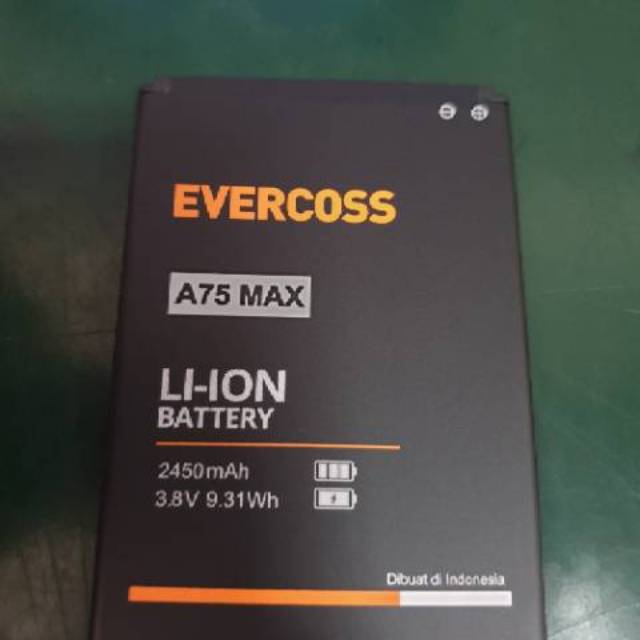 EVERCOSS
A75 MAX
LI-ION
BATTERY
2450mAh
3.8V 9.31Wh
Dibuat di Indonesia